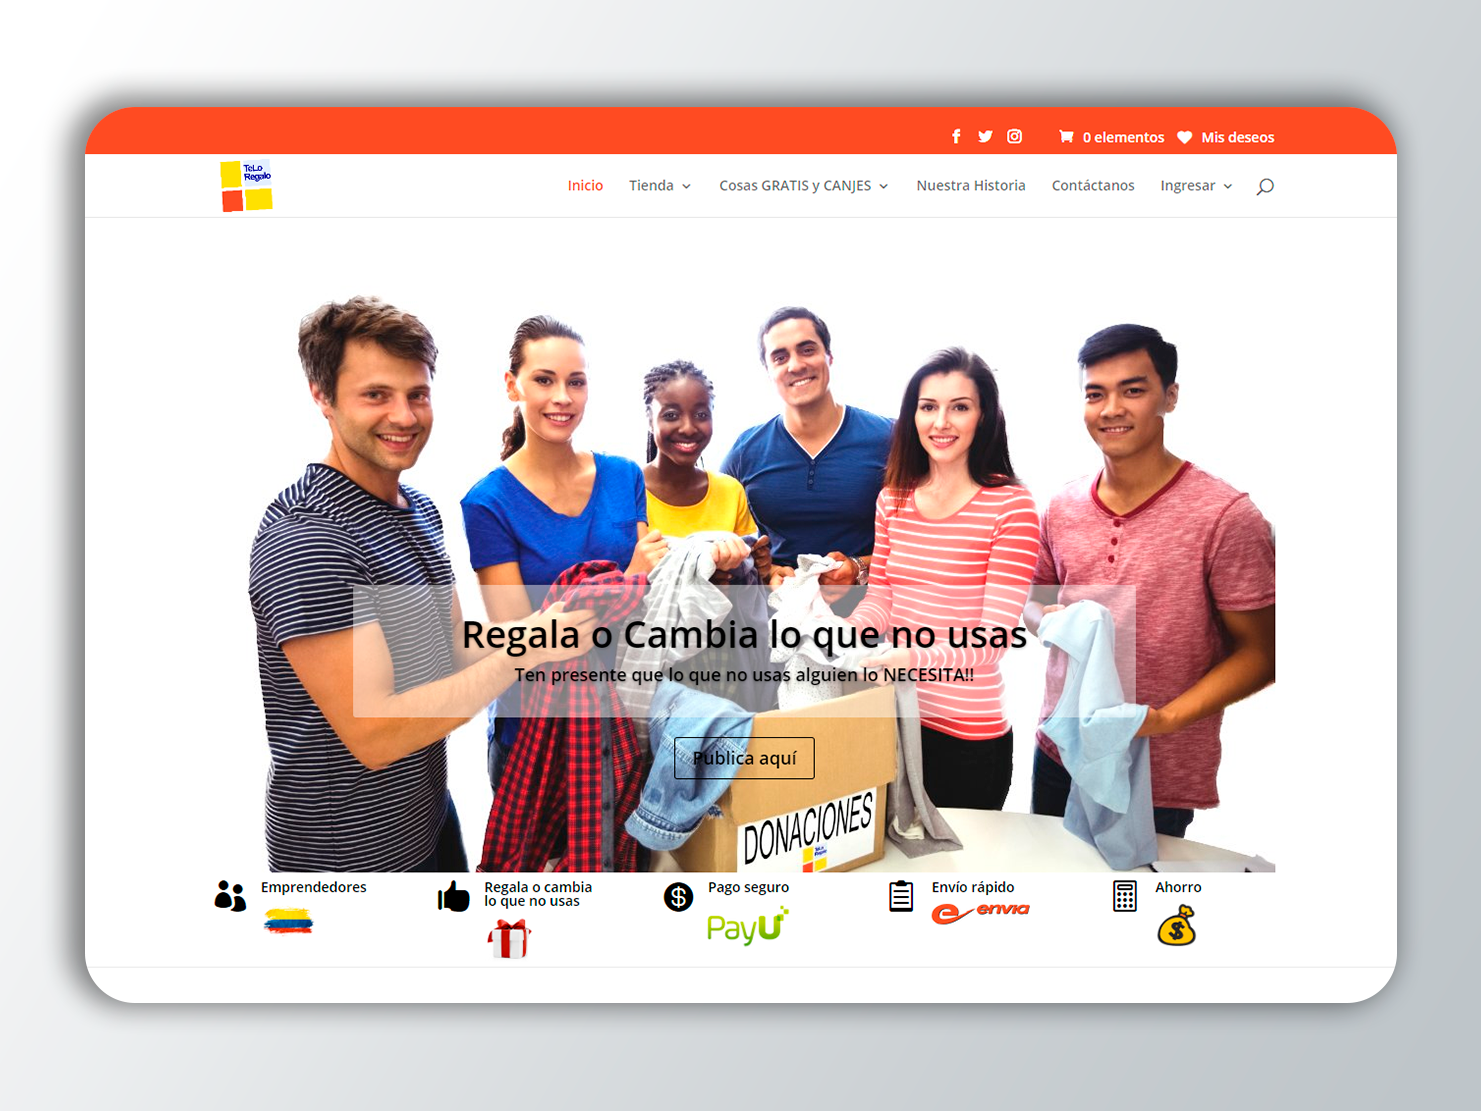 0 elementos
Mis deseos
TeLo
Regalo
Inicio
Tienda
Cosas GRATIS y CANJES
Nuestra Historia
Contáctanos
Ingresar
Regala o Cambia lo que no usas
Ten presente que lo que no usas alguien lo NECESITA!!
Publica aquí
DONACIONES
TeLo
Regalo
Emprendedores
Regala o cambia
lo que no usas
Pago seguro
PayU
Envío rápido
envia
Ahorro